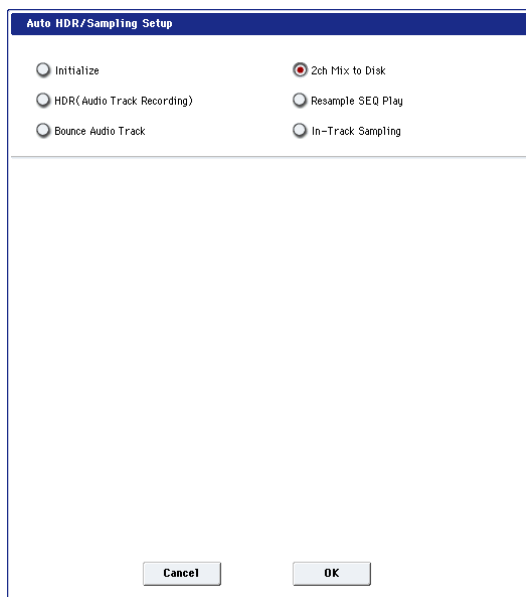 Auto HDR/Sampling Setup
Initialize
2ch Mix to Disk
HDR(Audio Track Recording)
Resample SEQ Play
Bounce Audio Track
In-Track Sampling
Cancel
OK